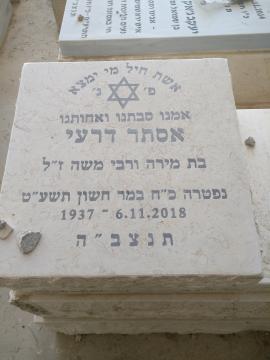 אשת חיל מי ימצא
פ' נ'
אמנו סבתנו ואחותנו
אסתר דרעי
בת מירה ורבי משה ז"ל
נפטרה כ"ח במר חשון תשע"ט
1937 - 6.11.2018
תנצב"ה